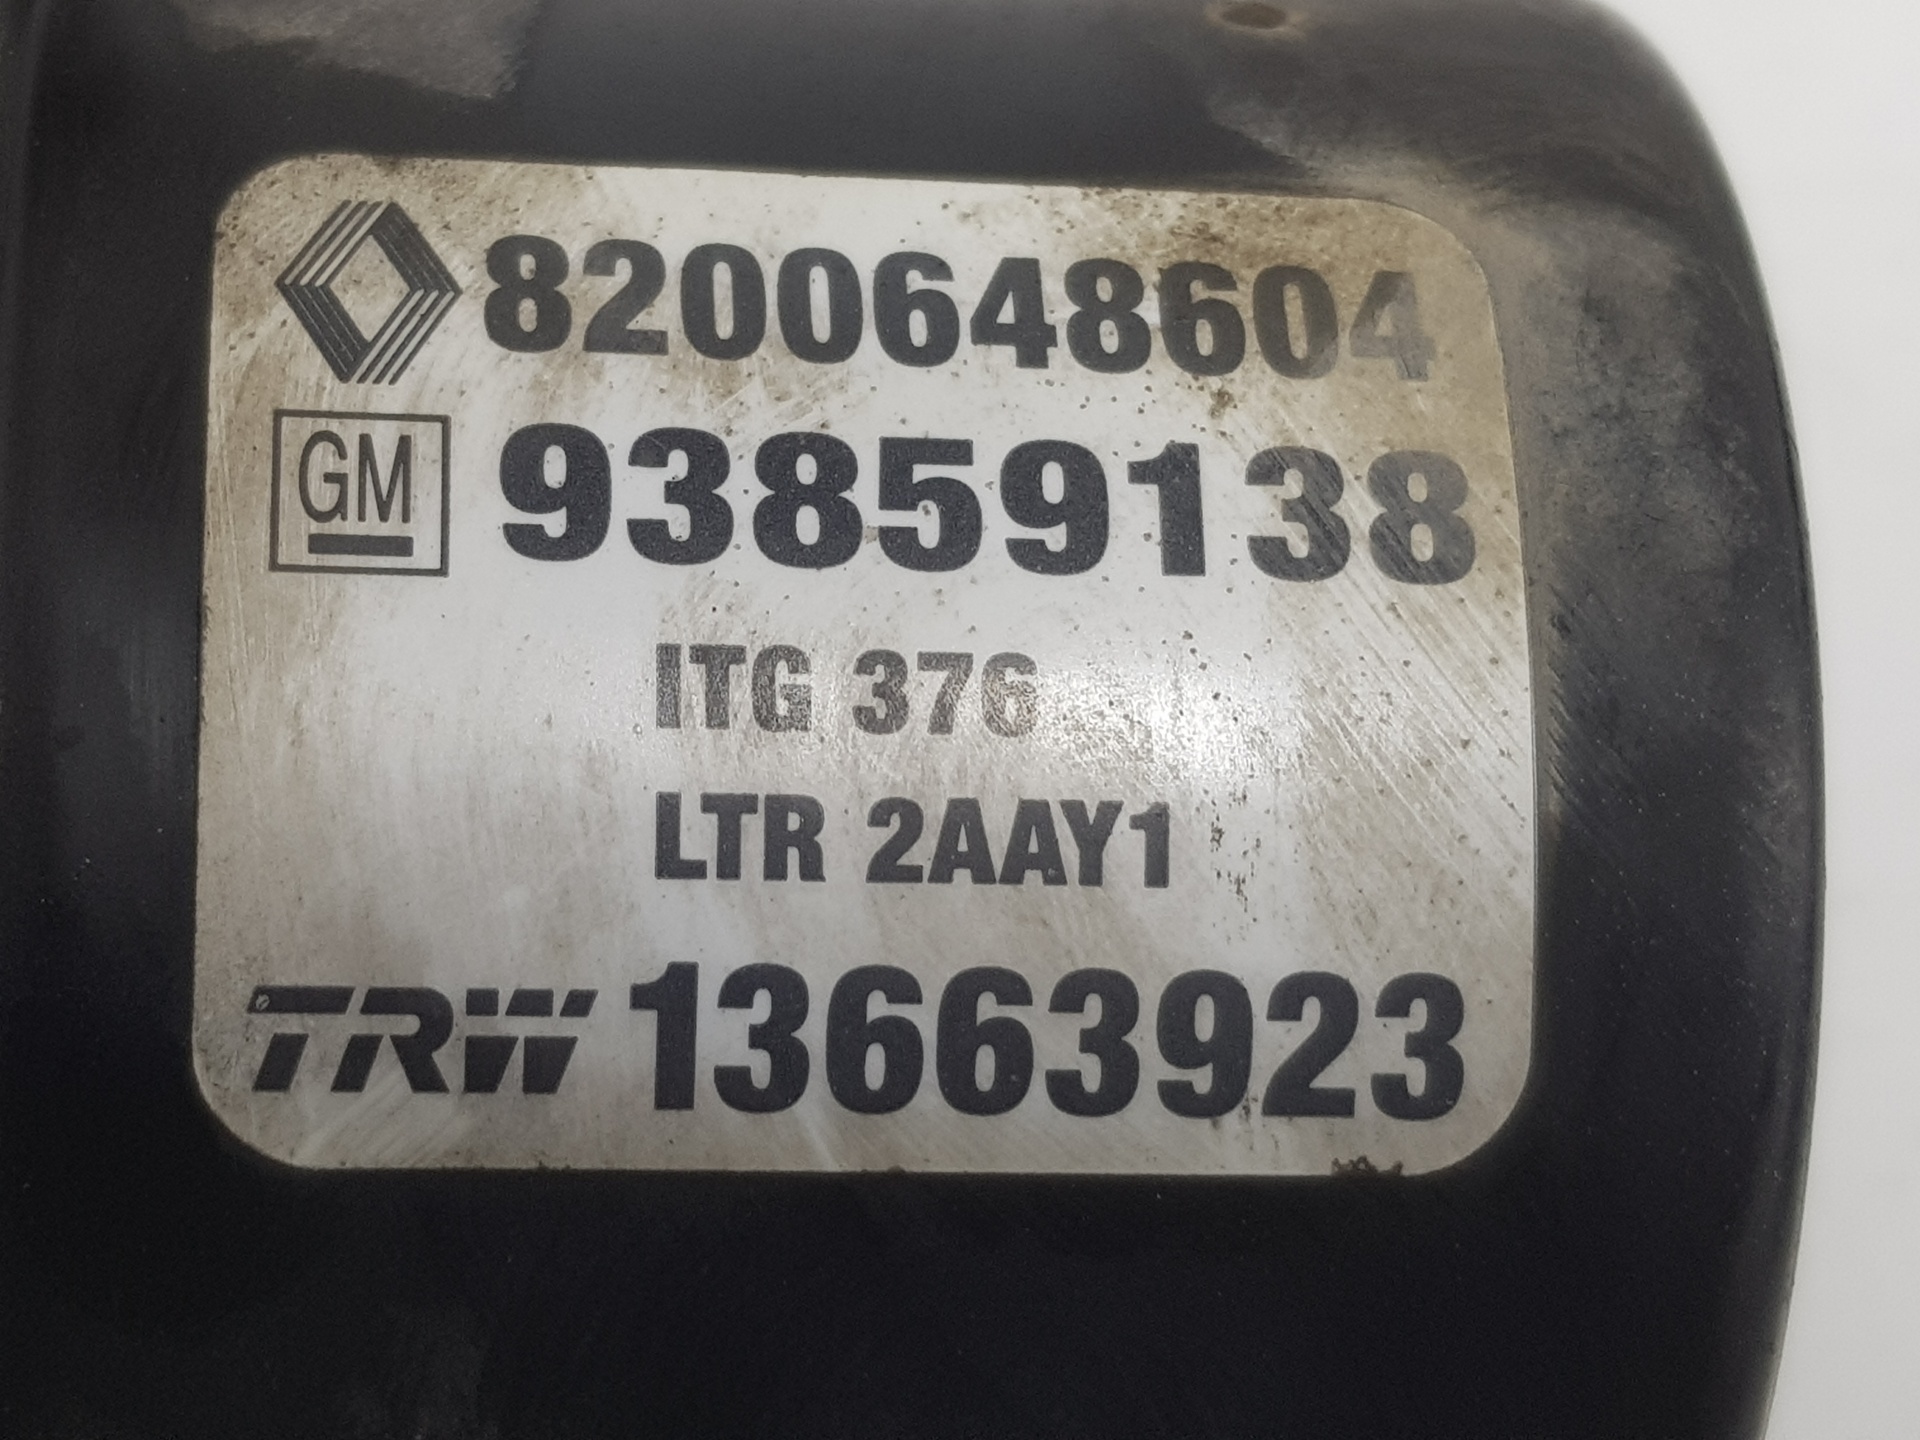 8200648604
GM 93859138
ITG 376
LTR 2AAY1
TRW 13663923